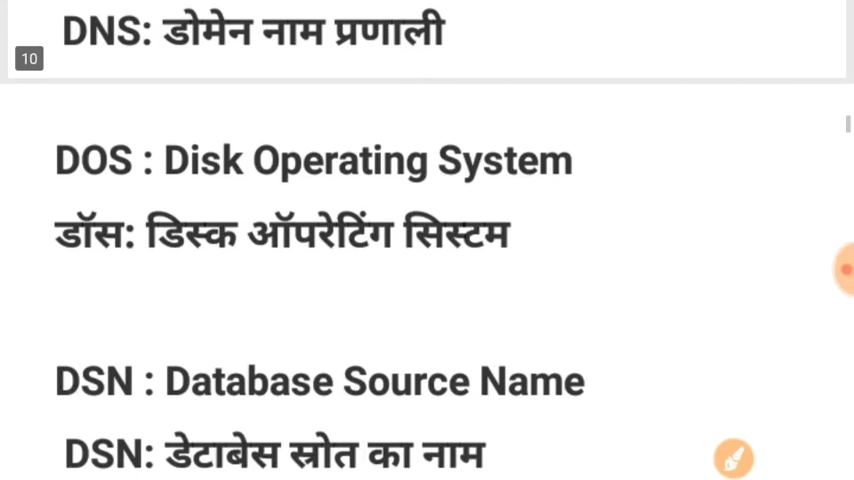 DNS: डोमेन नाम प्रणाली
10
DOS : Disk Operating System
डॉस: डिस्क ऑपरेटिंग सिस्टम
DSN : Database Source Name
DSN: डेटाबेस स्रोत का नाम